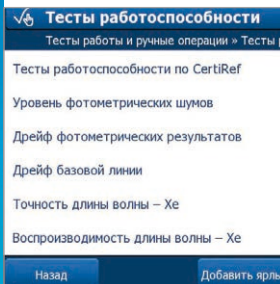 Тесты работоспособности
Тесты работы и ручные операции » Тесты
Тесты работоспособности по CertiRef
Уровень фотометрических шумов
Дрейф фотометрических результатов
Дрейф базовой линии
Точность длины волны – Xe
Воспроизводимость длины волны – Xe
Назад
Добавить ярлы